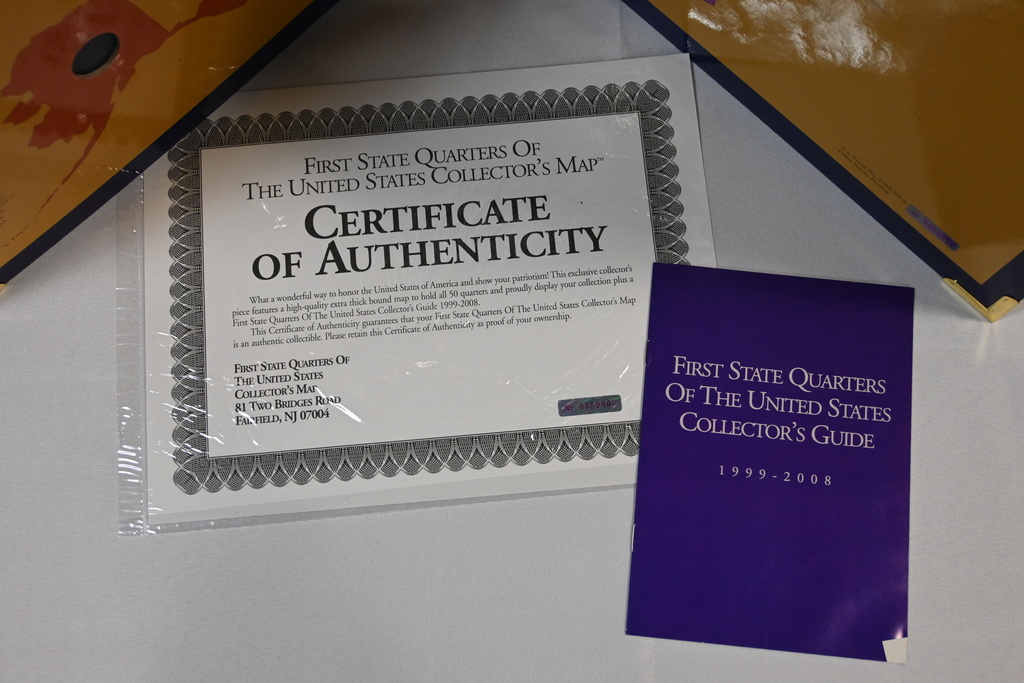 FIRST STATE QUARTERS OF
THE UNITED STATES COLLECTOR'S MAP™
CERTIFICATE
OF AUTHENTICITY
What a wonderful way to honor the United States of America and show your patriotism! This exclusive collector's
piece features a high-quality extra thick bound map to hold all 50 quarters and proudly display your collection plus a
First State Quarters Of The United States Collector's Guide 1999-2008.
This Certificate of Authenticity guarantees that your First State Quarters Of The United States Collector's Map
is an authentic collectible. Please retain this Certificate of Authenticity as proof of your ownership.
FIRST STATE QUARTERS OF
THE UNITED STATES
COLLECTOR'S MAP
81 TWO BRIDGES ROAD
FAIRFIELD, NJ 07004
FIRST STATE QUARTERS
OF THE UNITED STATES
COLLECTOR'S GUIDE
1999-2008